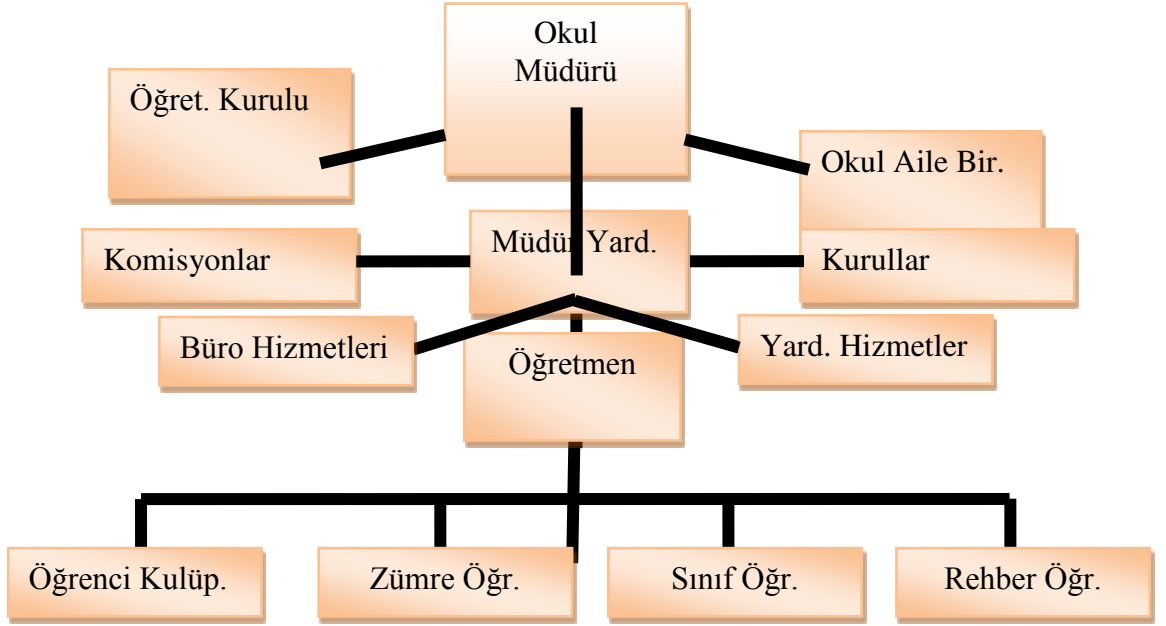 Okul
Müdürü
Öğret. Kurulu
Okul Aile Bir.
Komisyonlar
Müdür Yard.
Kurullar
Büro Hizmetleri
Öğretmen
Yard. Hizmetler
Öğrenci Kulüp.
Zümre Öğr.
Sınıf Öğr.
Rehber Öğr.